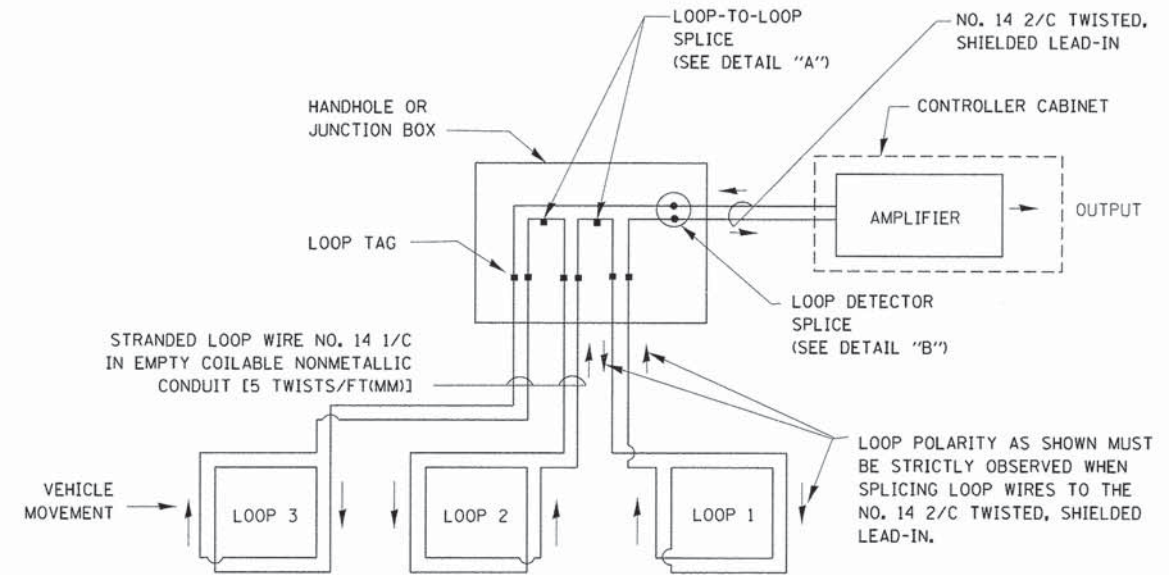 LOOP-TO-LOOP
SPLICE
(SEE DETAIL "A")
NO. 14 2/C TWISTED,
SHIELDED LEAD-IN
HANDHOLE OR
JUNCTION BOX
CONTROLLER CABINET
AMPLIFIER
OUTPUT
LOOP TAG
LOOP DETECTOR
SPLICE
(SEE DETAIL "B")
STRANDED LOOP WIRE NO. 14 1/C
IN EMPTY COILABLE NONMETALLIC
CONDUIT [5 TWISTS/FT(MM)]
LOOP POLARITY AS SHOWN MUST
BE STRICTLY OBSERVED WHEN
SPLICING LOOP WIRES TO THE
NO. 14 2/C TWISTED, SHIELDED
LEAD-IN.
VEHICLE
MOVEMENT
LOOP 3
LOOP 2
LOOP 1